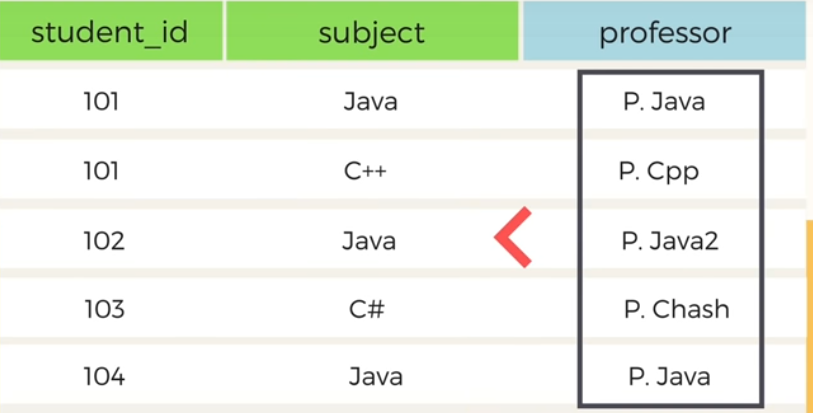 student_id subject professor
101 Java P. Java
101 C++ P. Cpp
102 Java P. Java2
103 C# P. Chash
104 Java P. Java